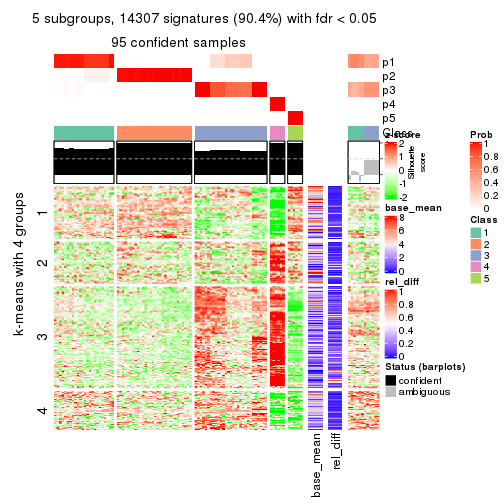 5 subgroups, 14307 signatures (90.4%) with fdr < 0.05
95 confident samples
p1
p2
p3
p4
p5
Class
z-score
2
1
0
-1
-2
Silhouette
score
Prob
1
0.8
0.6
0.4
0.2
0
base_mean
8
6
4
2
0
Class
1
2
3
4
5
rel_diff
1
0.8
0.6
0.4
0.2
0
Status (barplots)
confident
ambiguous
k-means with 4 groups
1
2
3
4
base_mean
rel_diff